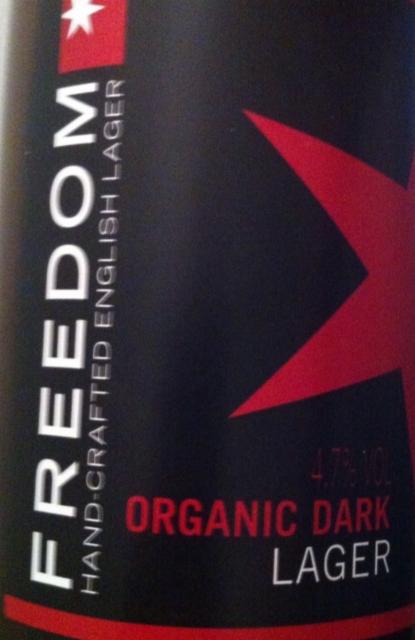 FREEDOM
HAND-CRAFTED ENGLISH LAGER
4.7% VOL
ORGANIC DARK
LAGER